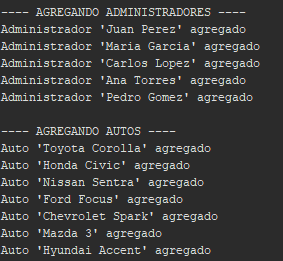 ---- AGREGANDO ADMINISTRADORES ----
Administrador 'Juan Perez' agregado
Administrador 'Maria Garcia' agregado
Administrador 'Carlos Lopez' agregado
Administrador 'Ana Torres' agregado
Administrador 'Pedro Gomez' agregado

---- AGREGANDO AUTOS ----
Auto 'Toyota Corolla' agregado
Auto 'Honda Civic' agregado
Auto 'Nissan Sentra' agregado
Auto 'Ford Focus' agregado
Auto 'Chevrolet Spark' agregado
Auto 'Mazda 3' agregado
Auto 'Hyundai Accent' agregado